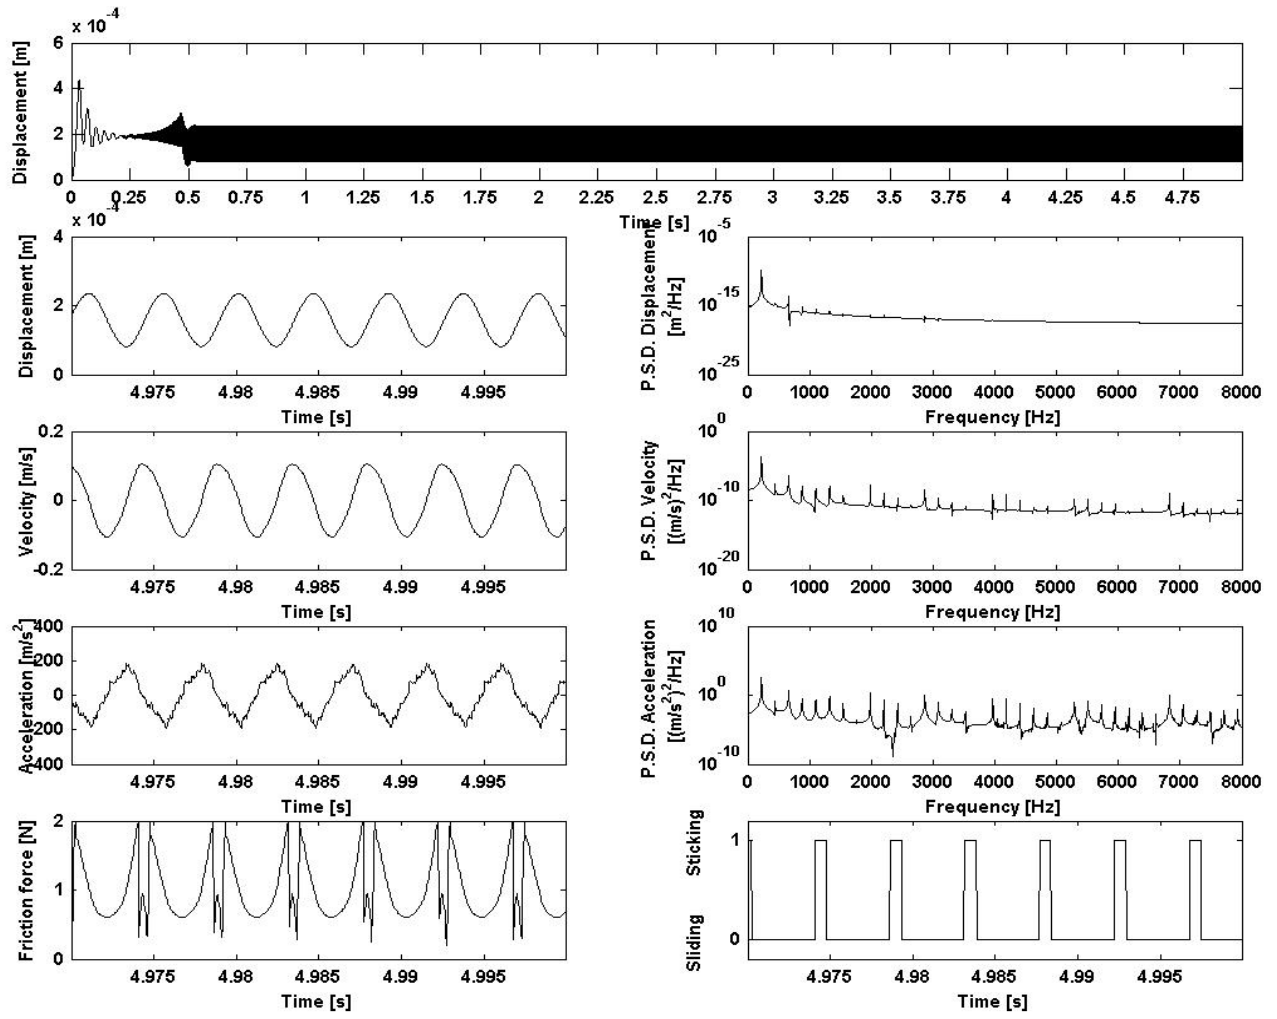 x 10^-4
Displacement [m]
6
4
2
0
0 0.25 0.5 0.75 1 1.25 1.5 1.75 2 2.25 2.5 2.75 3 3.25 3.5 3.75 4 4.25 4.5 4.75
Time [s]
x 10^-4
Displacement [m]
4
2
0
4.975 4.98 4.985 4.99 4.995
Time [s]
P.S.D. Displacement
[m^2/Hz]
10^-5
10^-15
10^-25
0 1000 2000 3000 4000 5000 6000 7000 8000
Frequency [Hz]
Velocity [m/s]
0.2
0
-0.2
4.975 4.98 4.985 4.99 4.995
Time [s]
P.S.D. Velocity
[(m/s)^2/Hz]
10^0
10^-10
10^-20
0 1000 2000 3000 4000 5000 6000 7000 8000
Frequency [Hz]
Acceleration [m/s^2]
400
200
0
200
400
4.975 4.98 4.985 4.99 4.995
Time [s]
P.S.D. Acceleration
[(m/s^2)^2/Hz]
10^10
10^0
10^-10
0 1000 2000 3000 4000 5000 6000 7000 8000
Frequency [Hz]
Friction force [N]
2
1
0
4.975 4.98 4.985 4.99 4.995
Time [s]
Sliding Sticking
1
0
4.975 4.98 4.985 4.99 4.995
Time [s]